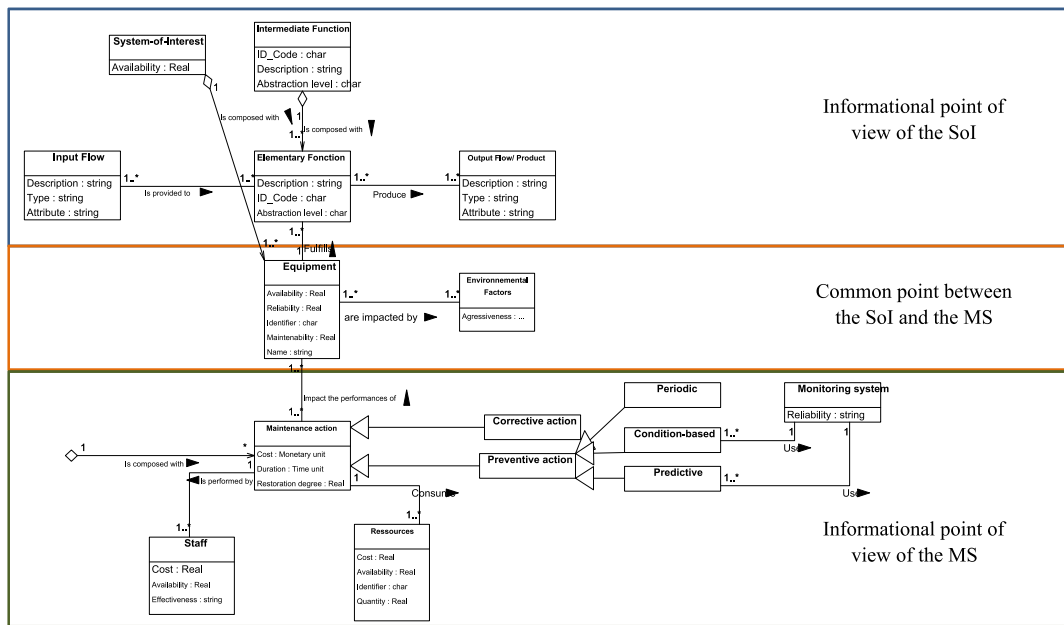 System-of-Interest
Availability : Real
1
Intermediate Function
ID_Code : char
Description : string
Abstraction level : char
1
Is composed with
Is composed with
1..*
Informational point of
view of the SoI
Input Flow
Description : string
Type : string
Attribute : string
1..*
Is provided to
1..*
Elementary Fonction
Description : string
ID_Code : char
Abstraction level : char
1..*
Produce
1..*
Output Flow/ Product
Description : string
Type : string
Attribute : string
1..*
1..*
1
Fulfills
Equipment
Availability : Real
Reliability : Real
Identifier : char
Maintenability : Real
Name : string
1..*
are impacted by
1..*
Environnemental
Factors
Agressiveness : ...
Common point between
the SoI and the MS
1..*
Impact the performances of
1..*
Maintenance action
Cost : Monetary unit
Duration : Time unit
Restoration degree : Real
1
*
Is composed with
1
Is performed by
1..*
1
Consums
1..*
Corrective action
Preventive action
Periodic
Condition-based
1..*
Predictive
1..*
Monitoring system
Reliability : string
1
1
Use
Use
Staff
Cost : Real
Availability : Real
Effectiveness : string
Ressources
Cost : Real
Availability : Real
Identifier : char
Quantity : Real
Informational point of
view of the MS